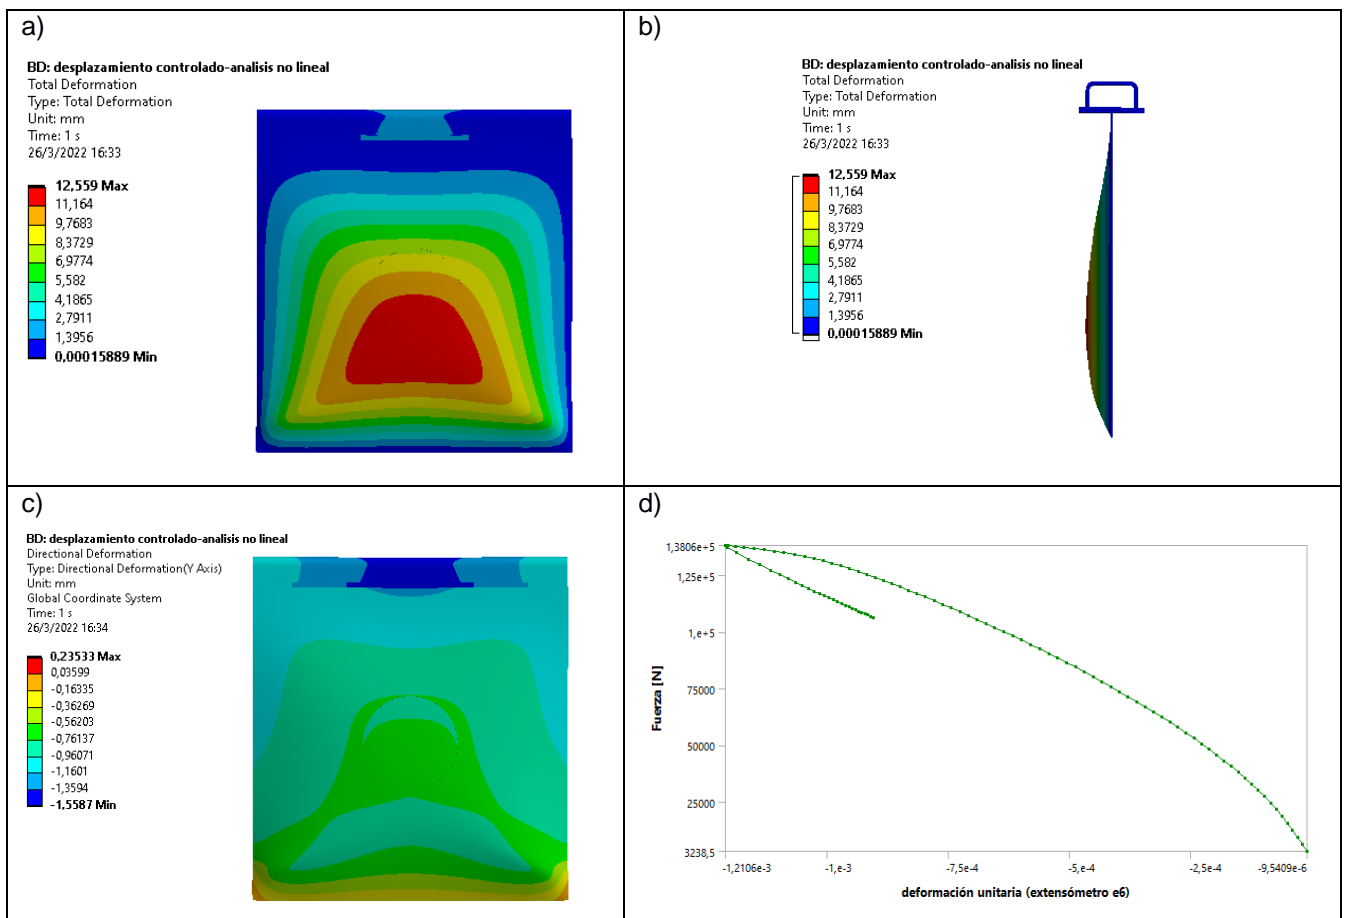 a)
BD: desplazamiento controlado-analisis no lineal
Total Deformation
Type: Total Deformation
Unit: mm
Time: 1 s
26/3/2022 16:33
12,559 Max
11,164
9,7683
8,3729
6,9774
5,582
4,1865
2,7911
1,3956
0,00015889 Min
b)
BD: desplazamiento controlado-analisis no lineal
Total Deformation
Type: Total Deformation
Unit: mm
Time: 1 s
26/3/2022 16:33
12,559 Max
11,164
9,7683
8,3729
6,9774
5,582
4,1865
2,7911
1,3956
0,00015889 Min
c)
BD: desplazamiento controlado-analisis no lineal
Directional Deformation
Type: Directional Deformation(Y Axis)
Unit: mm
Global Coordinate System
Time: 1 s
26/3/2022 16:34
0,23533 Max
0,03599
-0,16335
-0,36269
-0,56203
-0,76137
-0,96071
-1,1601
-1,3594
-1,5587 Min
d)
1,3806e+5
1,25e+5
1,e+5
75000
50000
25000
3238,5
Fuerza [N]
-1,2106e-3
-1,e-3
-7,5e-4
-5,e-4
-2,5e-4
-9,5409e-6
deformación unitaria (extensómetro e6)